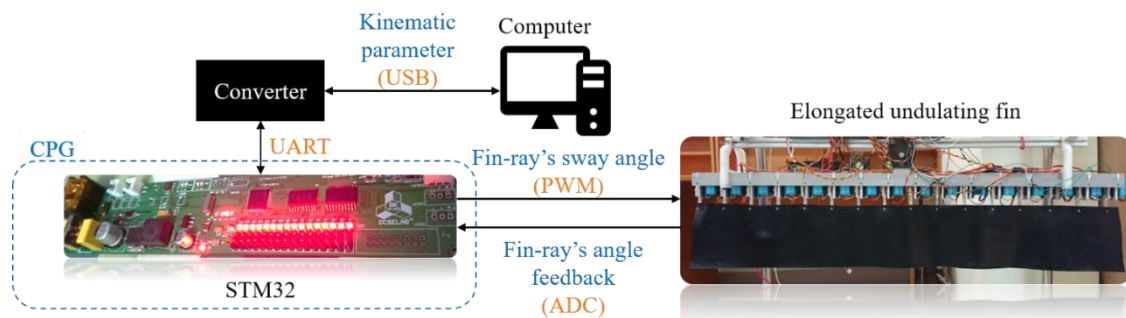 Kinematic
parameter
(USB)
Computer
Converter
Elongated undulating fin
UART
CPG
Fin-ray's sway angle
(PWM)
DCSELAB
Fin-ray's angle
feedback
(ADC)
STM32